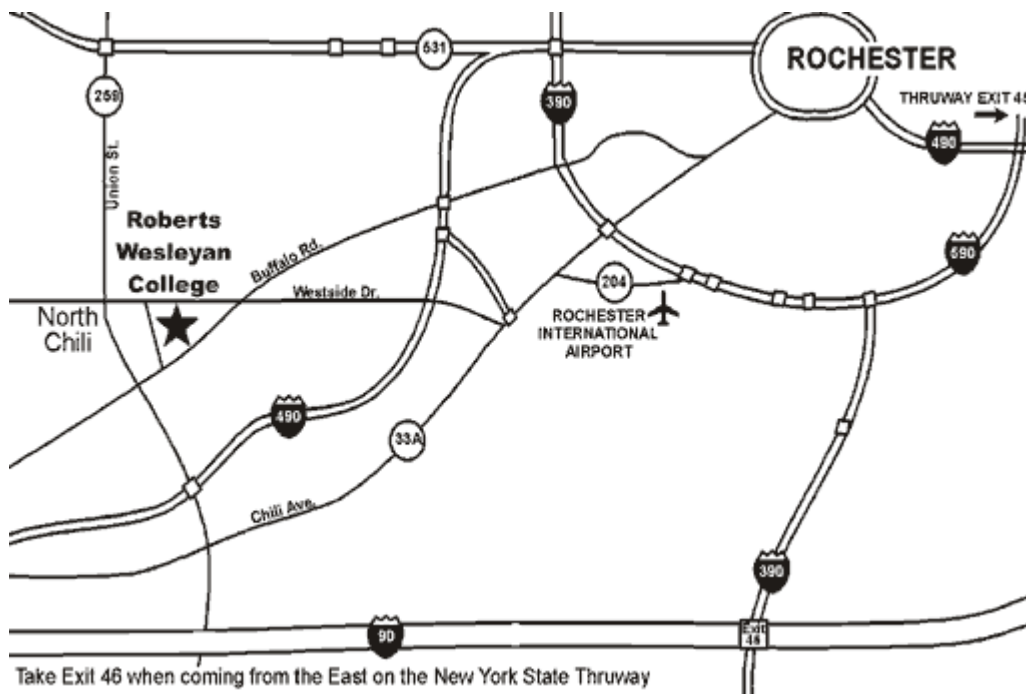 531
ROCHESTER
259
390
THRUWAY EXIT 45
490
Union St.
Roberts
Wesleyan
College
Buffalo Rd.
590
204
Westside Dr.
North
Chili
ROCHESTER
INTERNATIONAL
AIRPORT
490
33A
Chili Ave.
390
90
Exit
46
Take Exit 46 when coming from the East on the New York State Thruway